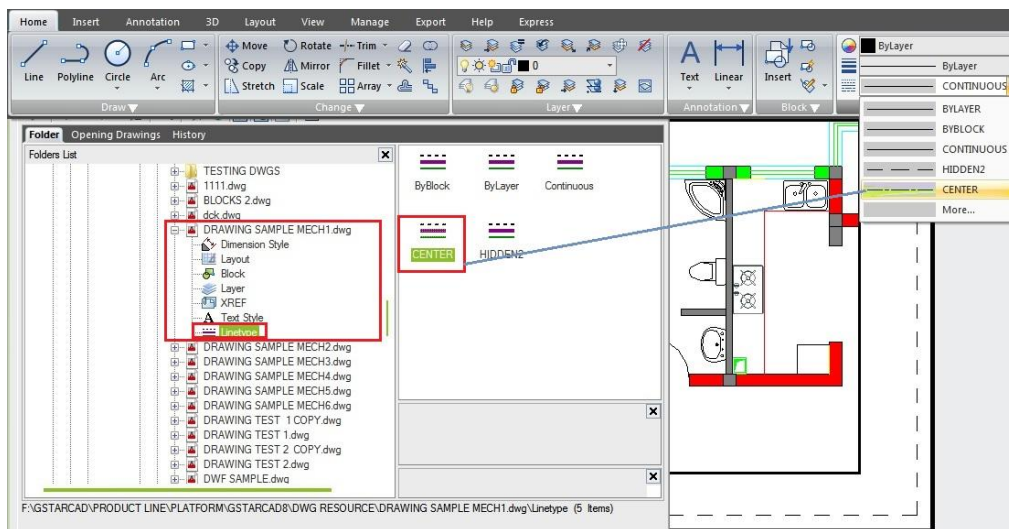 Home Insert Annotation 3D Layout View Manage Export Help Express
Move Rotate Trim
Copy Mirror Fillet
Stretch Scale Array
Line Polyline Circle Arc
Draw
Change
0
Layer
Text Linear
Annotation
Insert
Block
ByLayer
ByLayer
CONTINUOUS
BYLAYER
BYBLOCK
CONTINUOUS
HIDDEN2
CENTER
More...
Folder Opening Drawings History
Folders List
TESTING DWGS
1111.dwg
BLOCKS 2.dwg
dck.dwg
DRAWING SAMPLE MECH1.dwg
Dimension Style
Layout
Block
Layer
XREF
Text Style
Linetype
DRAWING SAMPLE MECH2.dwg
DRAWING SAMPLE MECH3.dwg
DRAWING SAMPLE MECH4.dwg
DRAWING SAMPLE MECH5.dwg
DRAWING SAMPLE MECH6.dwg
DRAWING TEST 1 COPY.dwg
DRAWING TEST 1.dwg
DRAWING TEST 2 COPY.dwg
DRAWING TEST 2.dwg
DWF SAMPLE.dwg
ByBlock ByLayer Continuous
CENTER HIDDEN2
F:\GSTARCAD\PRODUCT LINE\PLATFORM\GSTARCAD8\DWG RESOURCE\DRAWING SAMPLE MECH1.dwg\Linetype (5 Items)